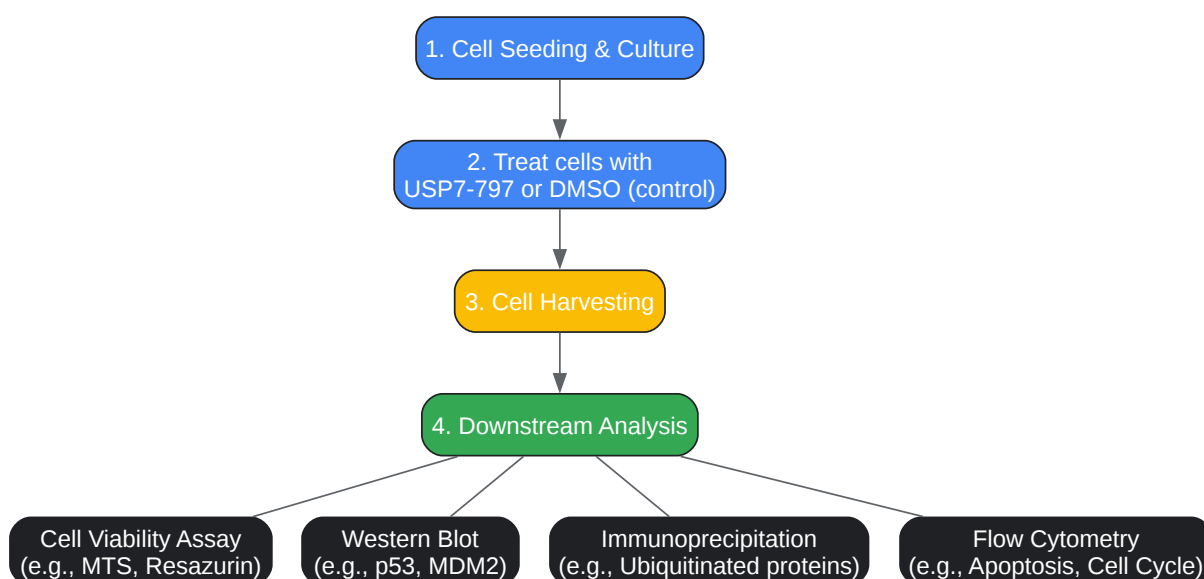 1. Cell Seeding & Culture
2. Treat cells with
USP7-797 or DMSO (control)
3. Cell Harvesting
4. Downstream Analysis
Cell Viability Assay
(e.g., MTS, Resazurin)
Western Blot
(e.g., p53, MDM2)
Immunoprecipitation
(e.g., Ubiquitinated proteins)
Flow Cytometry
(e.g., Apoptosis, Cell Cycle